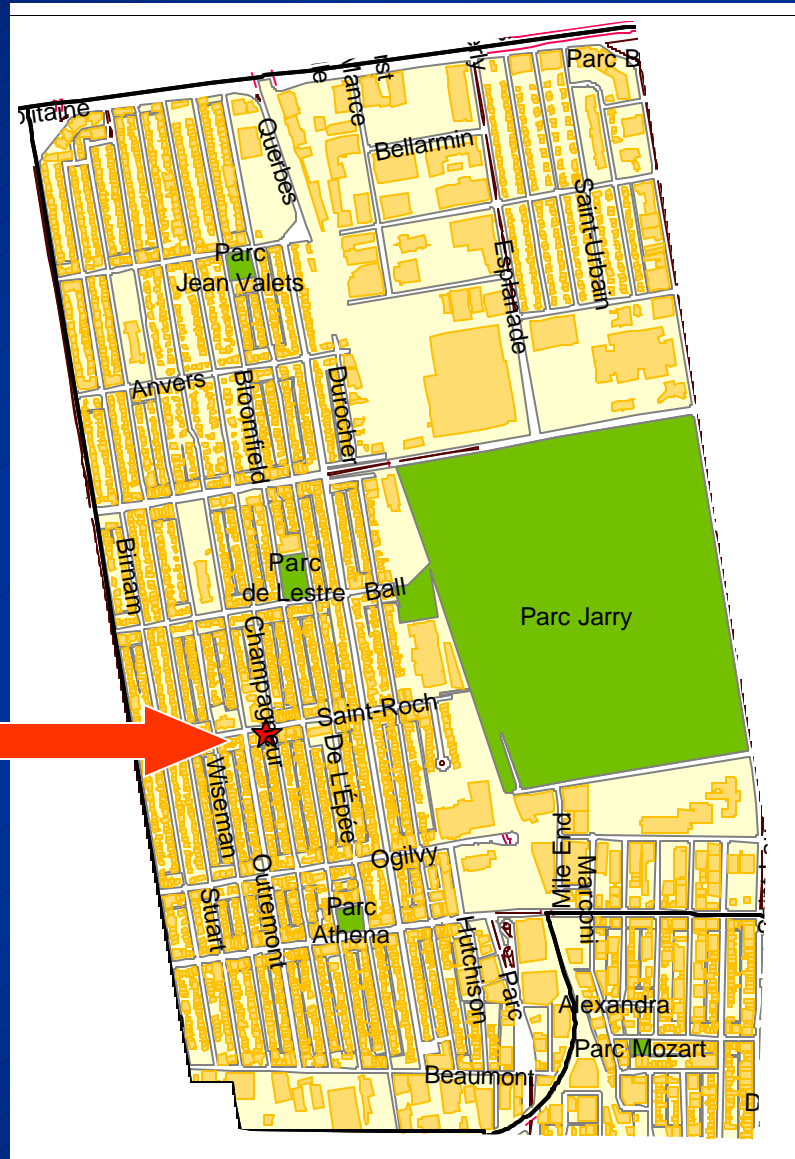 Parc B
Querbes
Bellarmin
Saint-Urbain
Parc
Jean Valets
Esplanade
Anvers
Bloomfield
Durocher
Birnam
Parc
de Lestre
Ball
Parc Jarry
Champagneur
Saint-Roch
Wiseman
De L'Épée
Ogilvy
Mile End
Marconi
Stuart
Outremont
Parc
Athena
Hutchison
Parc
Alexandra
Parc Mozart
Beaumont
D